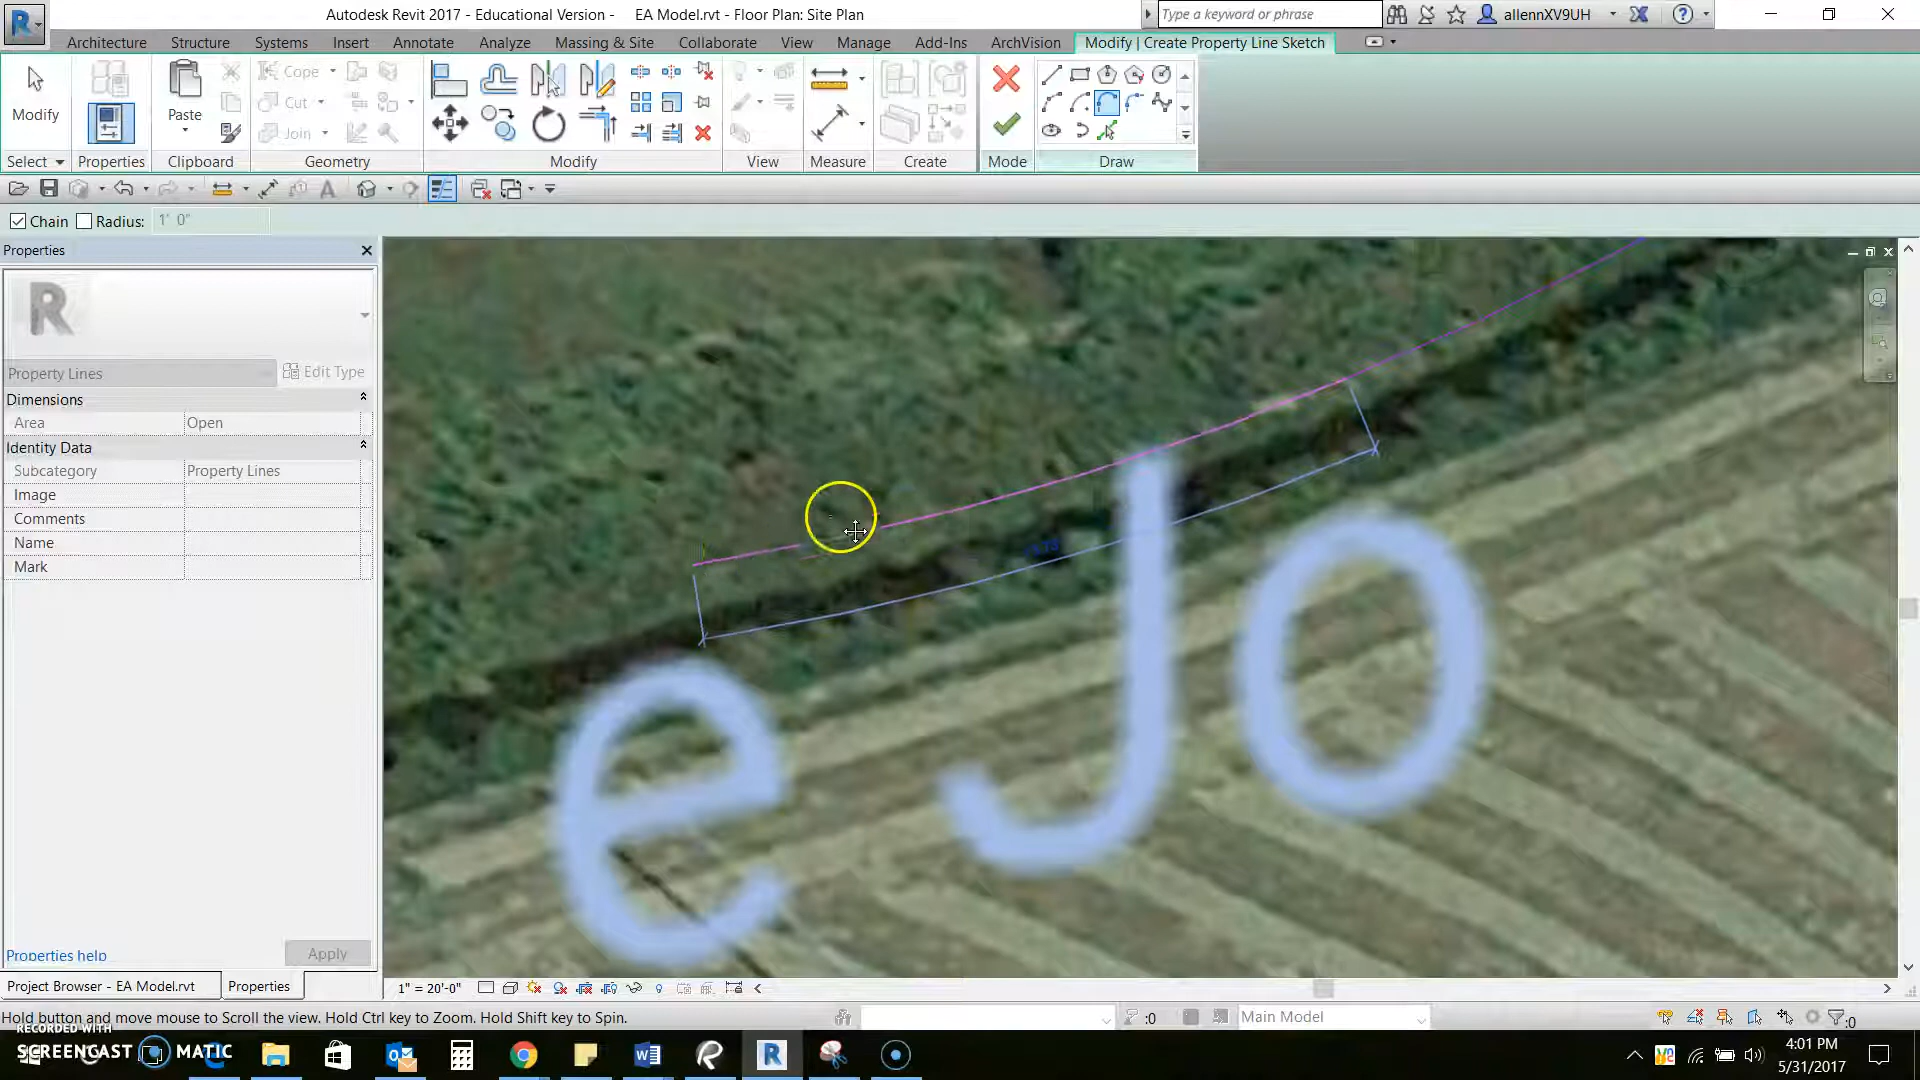 Autodesk Revit 2017 - Educational Version - EA Model.rvt - Floor Plan: Site Plan
Type a keyword or phrase
allennXV9UH
Architecture Structure Systems Insert Annotate Analyze Massing & Site Collaborate View Manage Add-Ins ArchVision Modify | Create Property Line Sketch
Modify
Paste
Cope
Cut
Join
Select Properties Clipboard Geometry Modify View Measure Create Mode Draw
Chain Radius: 1' 0"
Properties
Property Lines Edit Type
Dimensions
Area Open
Identity Data
Subcategory Property Lines
Image
Comments
Name
Mark
e Jo
Properties help Apply
Project Browser - EA Model.rvt Properties
1" = 20'-0"
Hold button and move mouse to Scroll the view. Hold Ctrl key to Zoom. Hold Shift key to Spin.
:0 Main Model :0
RECORDED WITH
SCREENCAST MATIC
4:01 PM
5/31/2017